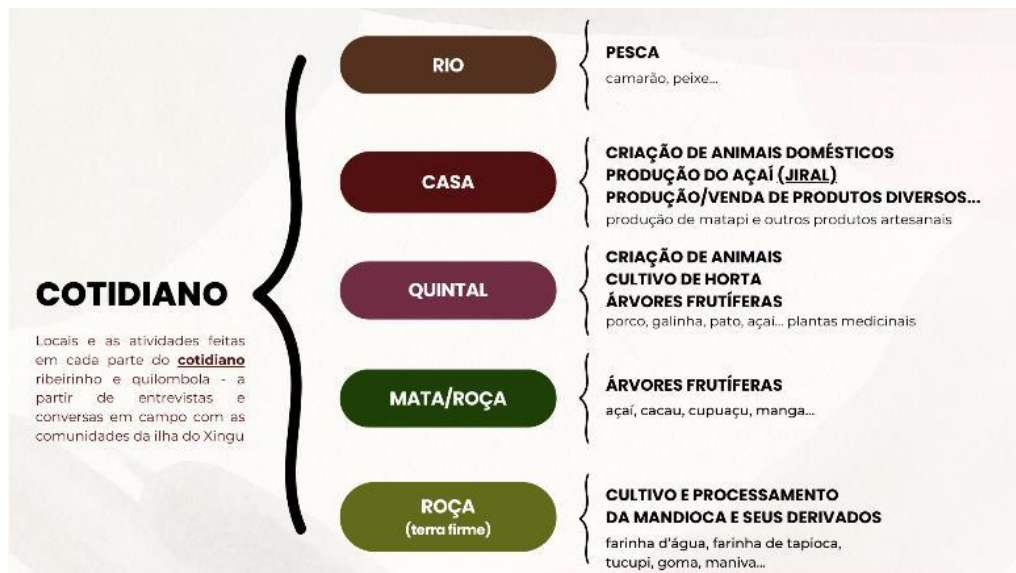 COTIDIANO
Locais e as atividades feitas
em cada parte do cotidiano
ribeirinho e quilombola - a
partir de entrevistas e
conversas em campo com as
comunidades da ilha do Xingu
RIO
PESCA
camarão, peixe...
CASA
CRIAÇÃO DE ANIMAIS DOMÉSTICOS
PRODUÇÃO DO AÇAÍ (JIRAL)
PRODUÇÃO/VENDA DE PRODUTOS DIVERSOS...
produção de matapi e outros produtos artesanais
QUINTAL
CRIAÇÃO DE ANIMAIS
CULTIVO DE HORTA
ÁRVORES FRUTÍFERAS
porco, galinha, pato, açaí... plantas medicinais
MATA/ROÇA
ÁRVORES FRUTÍFERAS
açaí, cacau, cupuaçu, manga...
ROÇA
(terra firme)
CULTIVO E PROCESSAMENTO
DA MANDIOCA E SEUS DERIVADOS
farinha d'água, farinha de tapioca,
tucupi, goma, maniva...